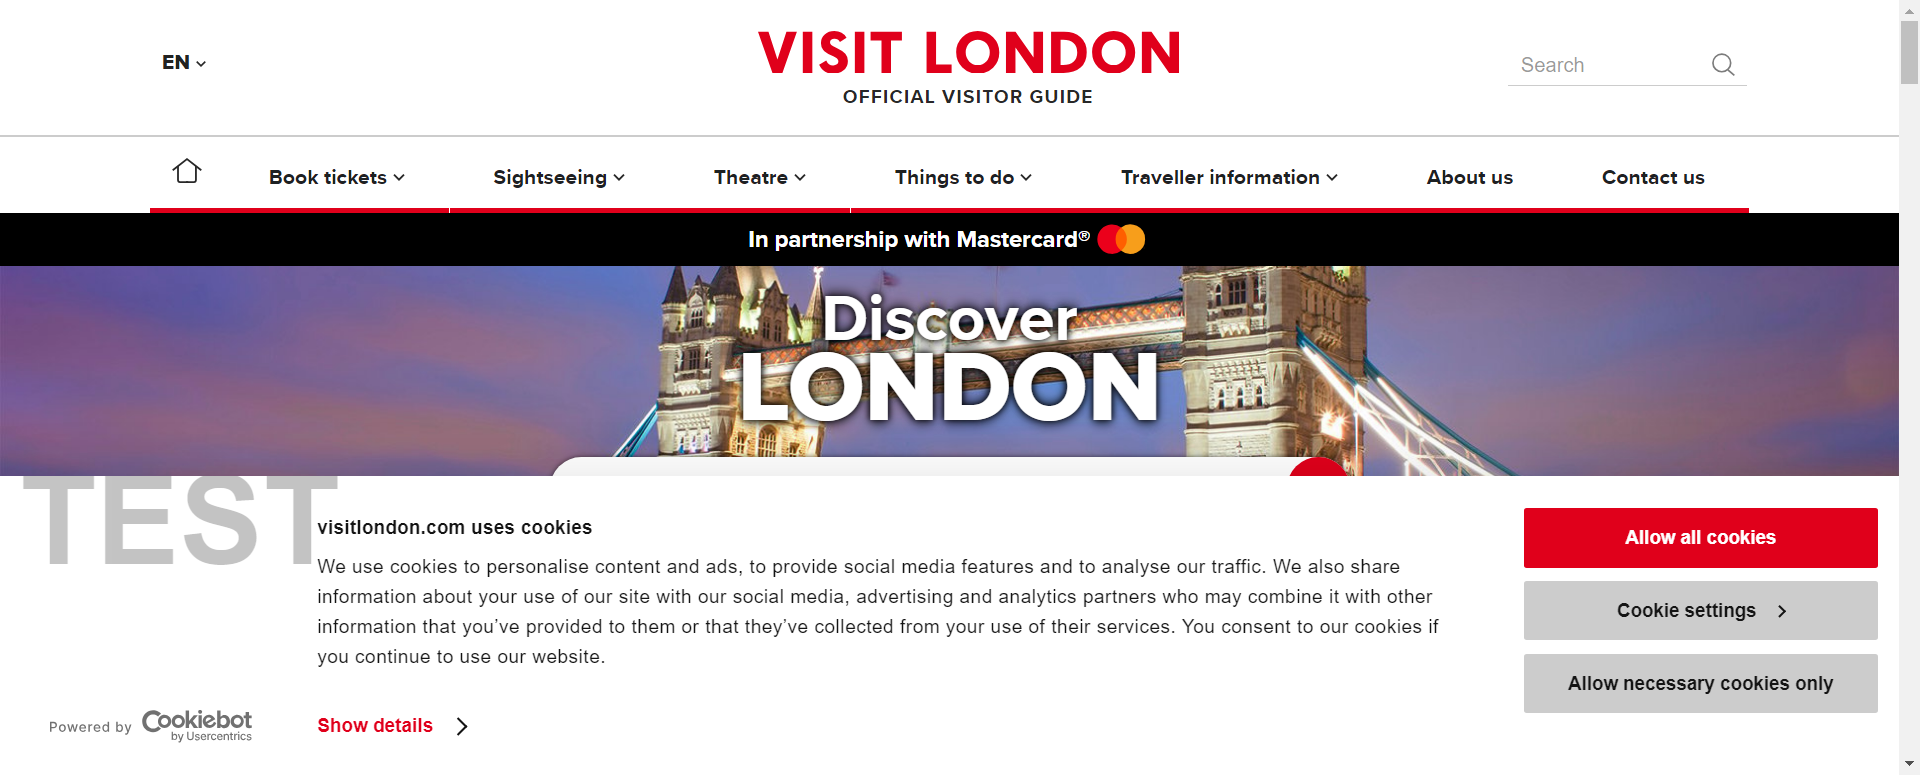 EN
VISIT LONDON
OFFICIAL VISITOR GUIDE
Search
Book tickets
Sightseeing
Theatre
Things to do
Traveller information
About us
Contact us
In partnership with Mastercard®
Discover
LONDON
TEST
visitlondon.com uses cookies
We use cookies to personalise content and ads, to provide social media features and to analyse our traffic. We also share
information about your use of our site with our social media, advertising and analytics partners who may combine it with other
information that you’ve provided to them or that they’ve collected from your use of their services. You consent to our cookies if
you continue to use our website.
Show details
Powered by Cookiebot
by Usercentrics
Allow all cookies
Cookie settings
Allow necessary cookies only